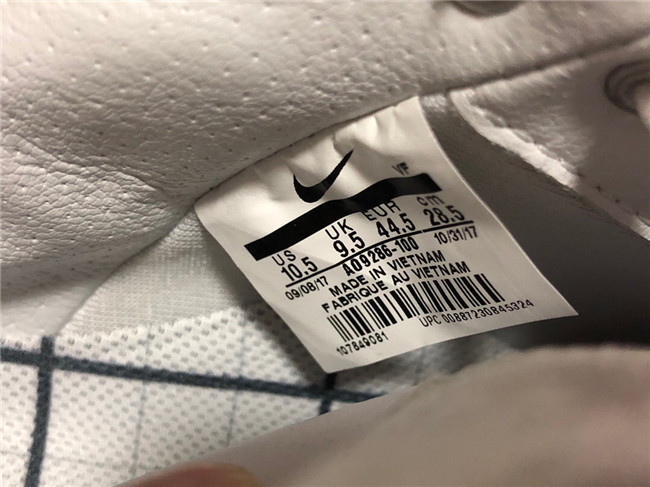 VF
US UK EUR cm
10.5 9.5 44.5 28.5
09/08/17 AO9286-100 10/31/17
MADE IN VIETNAM
FABRIQUE AU VIETNAM
107849081 UPC 00887230845324